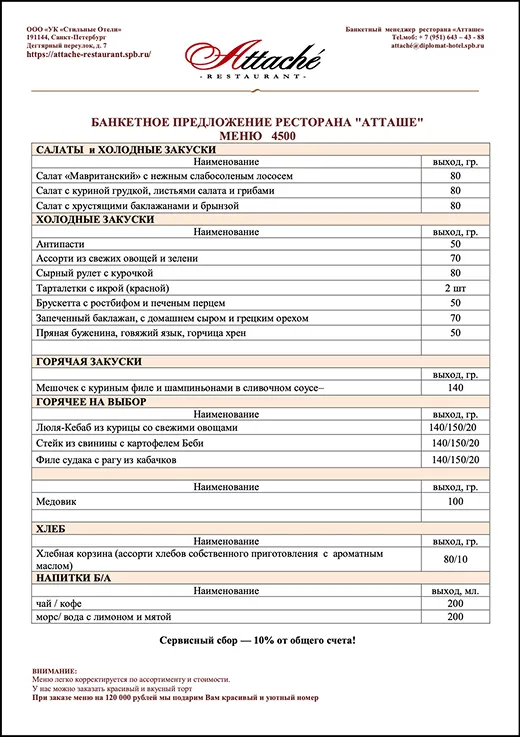 ООО «УК «Стильные Отели»
191144, Санкт-Петербург
Дегтярный переулок, д. 7
https://attache-restaurant.spb.ru/
Attaché
- RESTAURANT -
Банкетный менеджер ресторана «Атташе»
Тел.моб: + 7 (951) 643 – 43 - 88
attaché@diplomat-hotel.spb.ru
БАНКЕТНОЕ ПРЕДЛОЖЕНИЕ РЕСТОРАНА "АТТАШЕ"
МЕНЮ 4500
САЛАТЫ и ХОЛОДНЫЕ ЗАКУСКИ
Наименование выход, гр.
Салат «Мавританский» с нежным слабосоленым лососем 80
Салат с куриной грудкой, листьями салата и грибами 80
Салат с хрустящими баклажанами и брынзой 80
ХОЛОДНЫЕ ЗАКУСКИ
Наименование выход, гр.
Антипасти 50
Ассорти из свежих овощей и зелени 70
Сырный рулет с курочкой 80
Тарталетки с икрой (красной) 2 шт
Брускетта с ростбифом и печеным перцем 50
Запеченный баклажан, с домашнем сыром и грецким орехом 70
Пряная буженина, говяжий язык, горчица хрен 50
ГОРЯЧАЯ ЗАКУСКИ
выход, гр.
Мешочек с куриным филе и шампиньонами в сливочном соусе– 140
ГОРЯЧЕЕ НА ВЫБОР
Наименование выход, гр.
Люля-Кебаб из курицы со свежими овощами 140/150/20
Стейк из свинины с картофелем Беби 140/150/20
Филе судака с рагу из кабачков 140/150/20
Наименование выход, гр.
Медовик 100
ХЛЕБ
Наименование выход, гр.
Хлебная корзина (ассорти хлебов собственного приготовления с ароматным
маслом) 80/10
НАПИТКИ Б/А
Наименование выход, мл.
чай / кофе 200
морс/ вода с лимоном и мятой 200
Сервисный сбор — 10% от общего счета!
ВНИМАНИЕ:
Меню легко корректируется по ассортименту и стоимости.
У нас можно заказать красивый и вкусный торт
При заказе меню на 120 000 рублей мы подарим Вам красивый и уютный номер